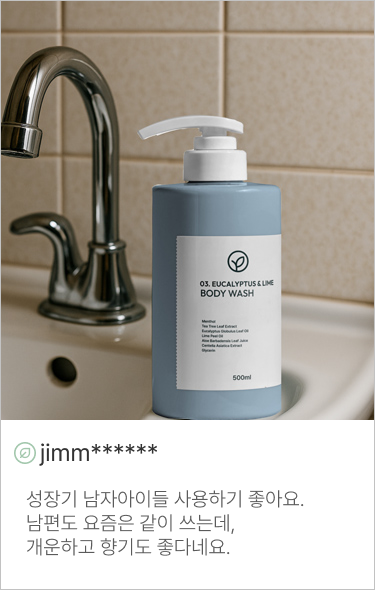 03. EUCALYPTUS & LIME
BODY WASH
Menthol
Tea Tree Leaf Extract
Eucalyptus Globulus Leaf Oil
Lime Peel Oil
Aloe Barbadensis Leaf Juice
Centella Asiatica Extract
Glycerin
500ml
jimm******
성장기 남자아이들 사용하기 좋아요.
남편도 요즘은 같이 쓰는데,
개운하고 향기도 좋다네요.